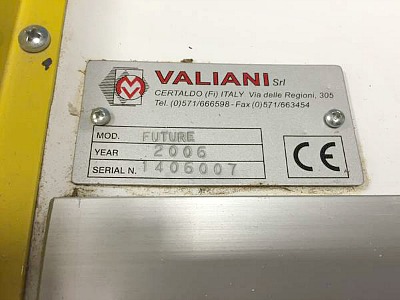 VALIANI Srl
CERTALDO (Fi) ITALY Via delle Regioni, 305
Tel. (0)571/666598 - Fax (0)571/663454
MOD. FUTURE
YEAR 2006
SERIAL N. 1406007
CE